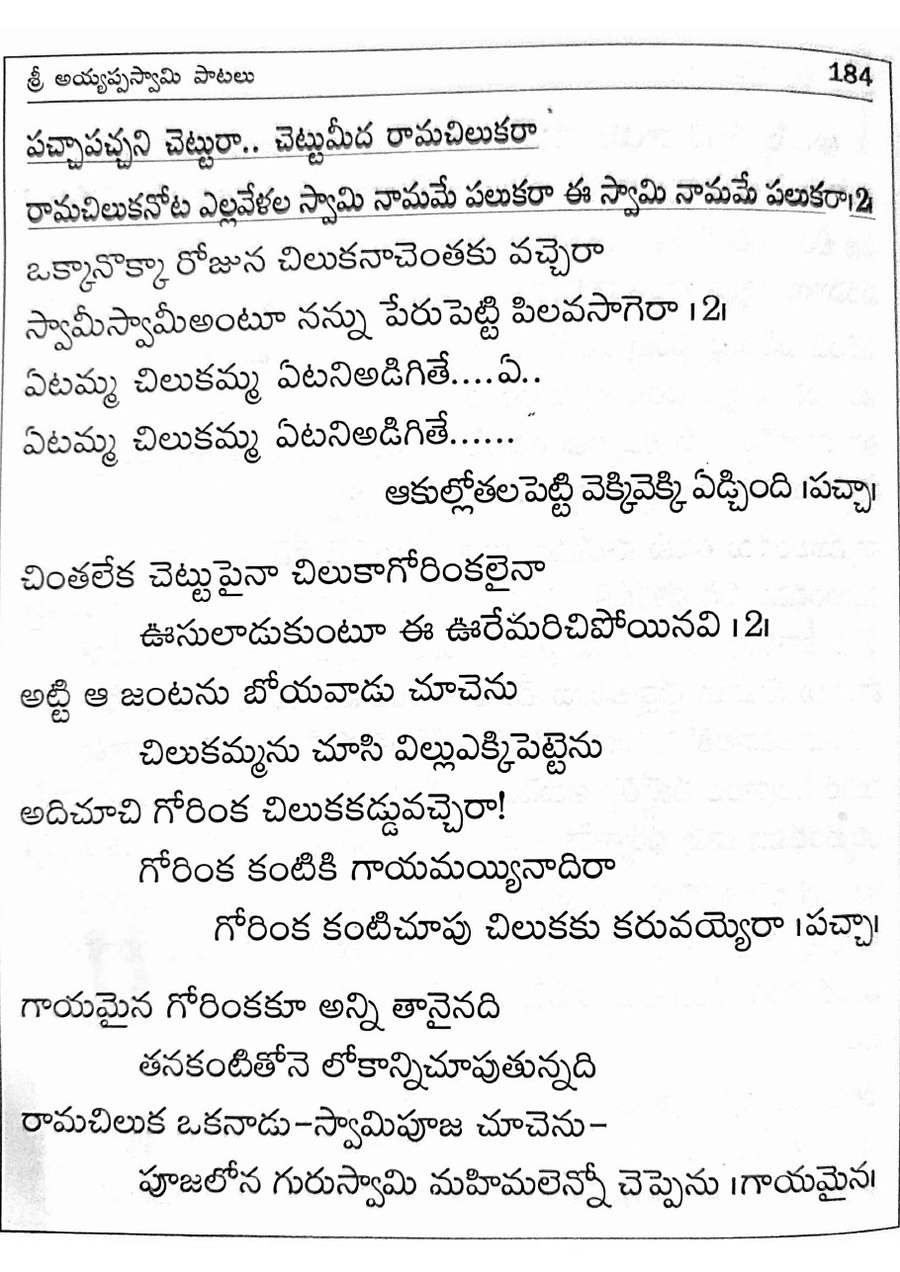 శ్రీ అయ్యప్పస్వామి పాటలు 184
పచ్చాపచ్చని చెట్టురా.. చెట్టుమీద రామచిలుకరా
రామచిలుకనోట ఎల్లవేళల స్వామి నామమే పలుకరా ఈ స్వామి నామమే పలుకరా।2।
ఒక్కానొక్కా రోజున చిలుకనాచెంతకు వచ్చెరా
స్వామీస్వామీఅంటూ నన్ను పేరుపెట్టి పిలవసాగెరా ।2।
ఏటమ్మ చిలుకమ్మ ఏటనిఅడిగితే....ఏ..
ఏటమ్మ చిలుకమ్మ ఏటనిఅడిగితే......
ఆకుల్లోతలపెట్టి వెక్కివెక్కి ఏడ్చింది ।పచ్చా।
చింతలేక చెట్టుపైనా చిలుకాగోరింకలైనా
ఊసులాడుకుంటూ ఈ ఊరేమరిచిపోయినవి ।2।
అట్టి ఆ జంటను బోయవాడు చూచెను
చిలుకమ్మను చూసి విల్లుఎక్కిపెట్టెను
అదిచూచి గోరింక చిలుకకడ్డువచ్చెరా!
గోరింక కంటికి గాయమయ్యినాదిరా
గోరింక కంటిచూపు చిలుకకు కరువయ్యెరా ।పచ్చా।
గాయమైన గోరింకకూ అన్ని తానైనది
తనకంటితోనె లోకాన్నిచూపుతున్నది
రామచిలుక ఒకనాడు-స్వామిపూజ చూచెను-
పూజలోన గురుస్వామి మహిమలెన్నో చెప్పెను ।గాయమైన।